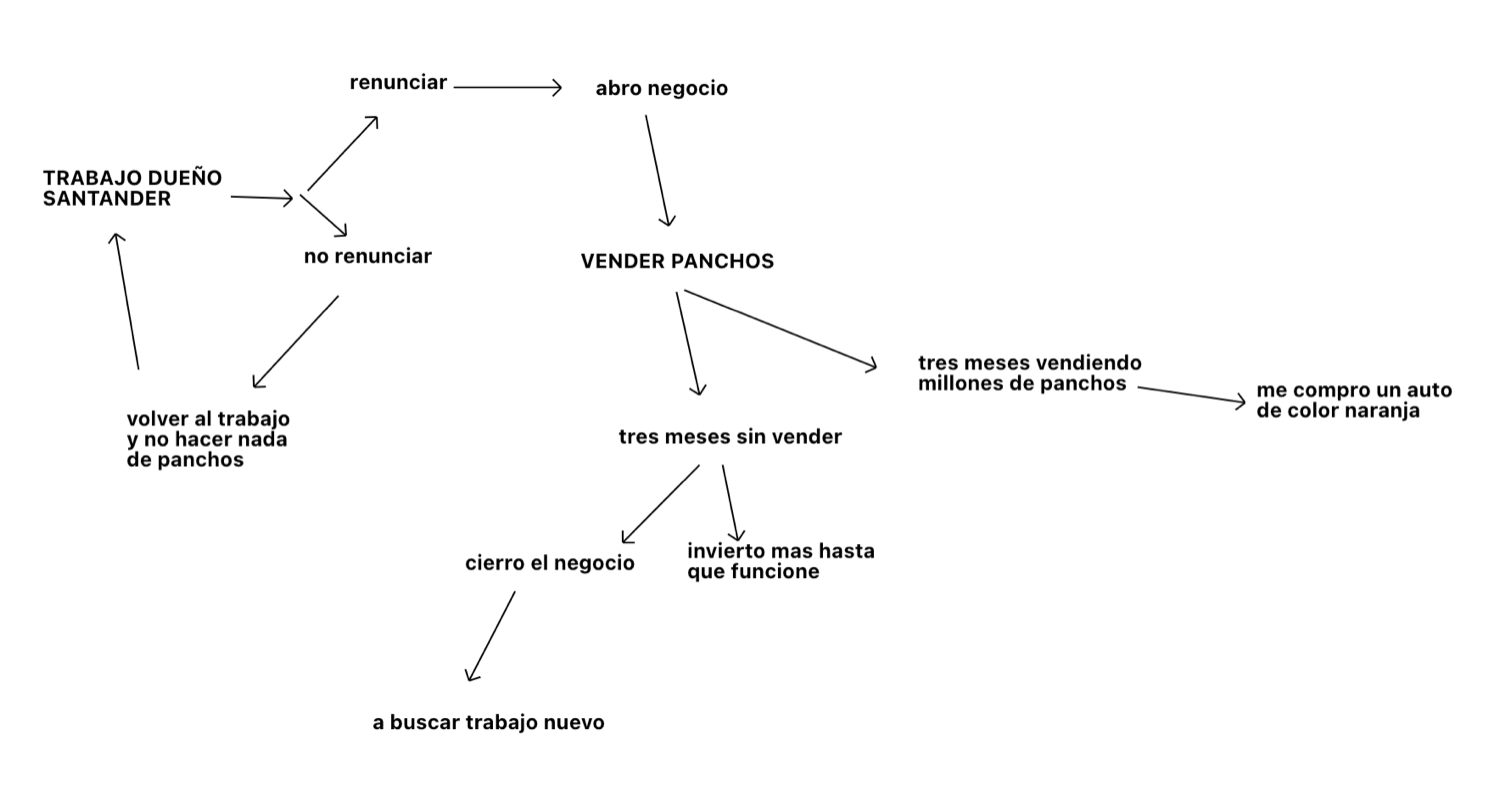 renunciar
abro negocio
TRABAJO DUEÑO
SANTANDER
no renunciar
VENDER PANCHOS
tres meses vendiendo
millones de panchos
me compro un auto
de color naranja
volver al trabajo
y no hacer nada
de panchos
tres meses sin vender
cierro el negocio
invierto mas hasta
que funcione
a buscar trabajo nuevo